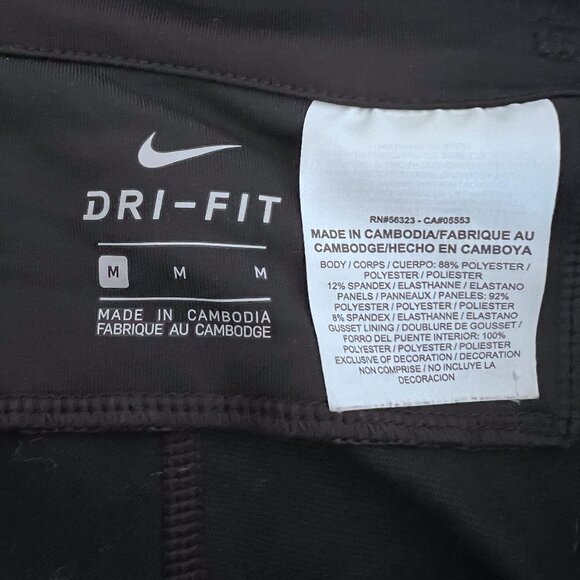 DRI-FIT
M M M
MADE IN CAMBODIA
FABRIQUE AU CAMBODGE
RN#56323 - CA#05553
MADE IN CAMBODIA/FABRIQUE AU
CAMBODGE/HECHO EN CAMBOYA
BODY / CORPS / CUERPO: 88% POLYESTER /
POLYESTER / POLIESTER
12% SPANDEX / ELASTHANNE / ELASTANO
PANELS / PANNEAUX / PANELES: 92%
POLYESTER / POLYESTER / POLIESTER
8% SPANDEX / ELASTHANNE / ELASTANO
GUSSET LINING / DOUBLURE DE GOUSSET /
FORRO DEL PUENTE INTERIOR: 100%
POLYESTER / POLYESTER / POLIESTER
EXCLUSIVE OF DECORATION / DECORATION
NON COMPRISE / NO INCLUYE LA
DECORACION